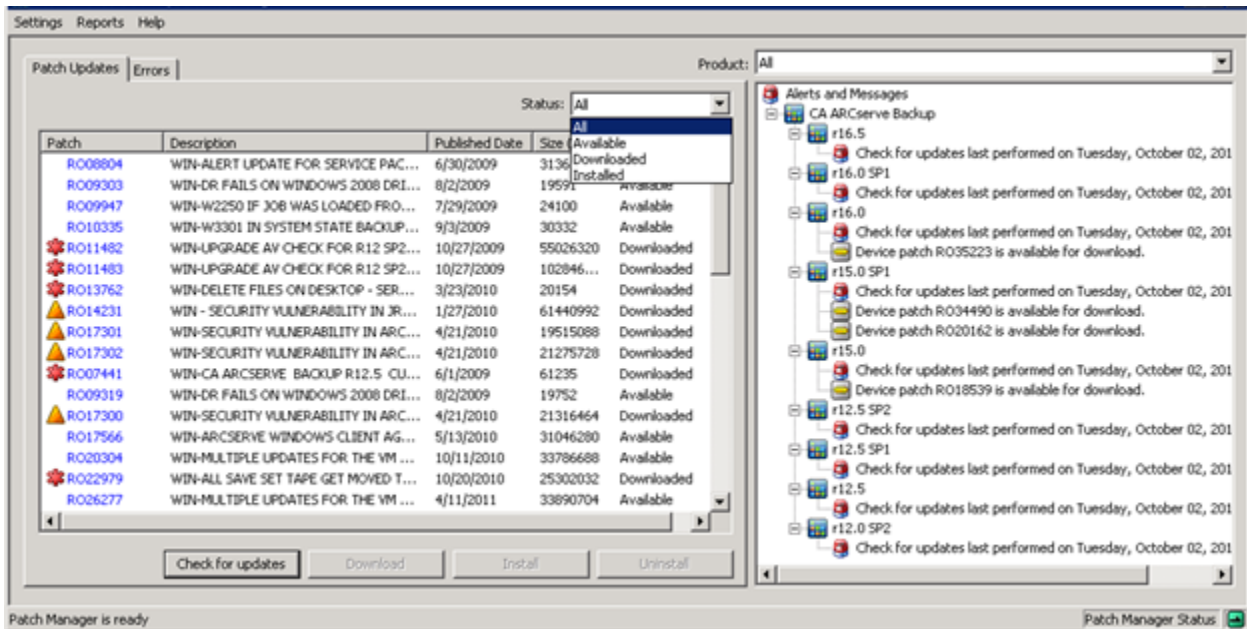 Settings Reports Help
Patch Updates Errors
Product: All
Status: All
All
Available
Downloaded
Installed
Patch Description Published Date Size
RO08804 WIN-ALERT UPDATE FOR SERVICE PAC... 6/30/2009 3136
RO09303 WIN-DR FAILS ON WINDOWS 2008 DRI... 8/2/2009 19591 Available
RO09947 WIN-W2250 IF JOB WAS LOADED FRO... 7/29/2009 24100 Available
RO10335 WIN-W3301 IN SYSTEM STATE BACKUP... 9/3/2009 30332 Available
RO11482 WIN-UPGRADE AV CHECK FOR R12 SP2... 10/27/2009 55026320 Downloaded
RO11483 WIN-UPGRADE AV CHECK FOR R12 SP2... 10/27/2009 102846... Downloaded
RO13762 WIN-DELETE FILES ON DESKTOP - SER... 3/23/2010 20154 Downloaded
RO14231 WIN - SECURITY VULNERABILITY IN JR... 1/27/2010 61440992 Downloaded
RO17301 WIN-SECURITY VULNERABILITY IN ARC... 4/21/2010 19515088 Downloaded
RO17302 WIN-SECURITY VULNERABILITY IN ARC... 4/21/2010 21275728 Downloaded
RO07441 WIN-CA ARCSERVE BACKUP R12.5 CU... 6/1/2009 61235 Downloaded
RO09319 WIN-DR FAILS ON WINDOWS 2008 DRI... 8/2/2009 19752 Available
RO17300 WIN-SECURITY VULNERABILITY IN ARC... 4/21/2010 21316464 Downloaded
RO17566 WIN-ARCSERVE WINDOWS CLIENT AG... 5/13/2010 31046280 Available
RO20304 WIN-MULTIPLE UPDATES FOR THE VM ... 10/11/2010 33786688 Available
RO22979 WIN-ALL SAVE SET TAPE GET MOVED T... 10/20/2010 25302032 Downloaded
RO26277 WIN-MULTIPLE UPDATES FOR THE VM ... 4/11/2011 33890704 Available
Check for updates Download Install Uninstall
Alerts and Messages
CA ARCserve Backup
r16.5
Check for updates last performed on Tuesday, October 02, 201
r16.0 SP1
Check for updates last performed on Tuesday, October 02, 201
r16.0
Check for updates last performed on Tuesday, October 02, 201
Device patch RO35223 is available for download.
r15.0 SP1
Check for updates last performed on Tuesday, October 02, 201
Device patch RO34490 is available for download.
Device patch RO20162 is available for download.
r15.0
Check for updates last performed on Tuesday, October 02, 201
Device patch RO18539 is available for download.
r12.5 SP2
Check for updates last performed on Tuesday, October 02, 201
r12.5 SP1
Check for updates last performed on Tuesday, October 02, 201
r12.5
Check for updates last performed on Tuesday, October 02, 201
r12.0 SP2
Check for updates last performed on Tuesday, October 02, 201
Patch Manager is ready
Patch Manager Status